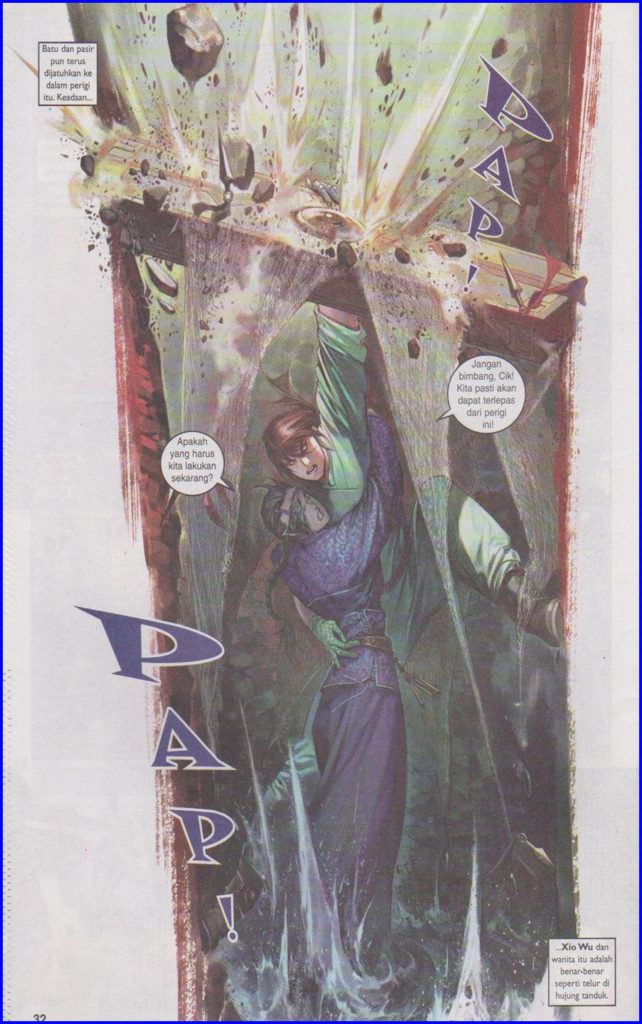 Batu dan pasir
pun terus
dijatuhkan ke
dalam perigi
itu. Keadaan...
PAP!
Jangan
bimbang, Cik!
Kita pasti akan
dapat terlepas
dari perigi
ini!
Apakah
yang harus
kita lakukan
sekarang?
PAP!
...Xio Wu dan
wanita itu adalah
benar-benar
seperti telur di
hujung tanduk.
32